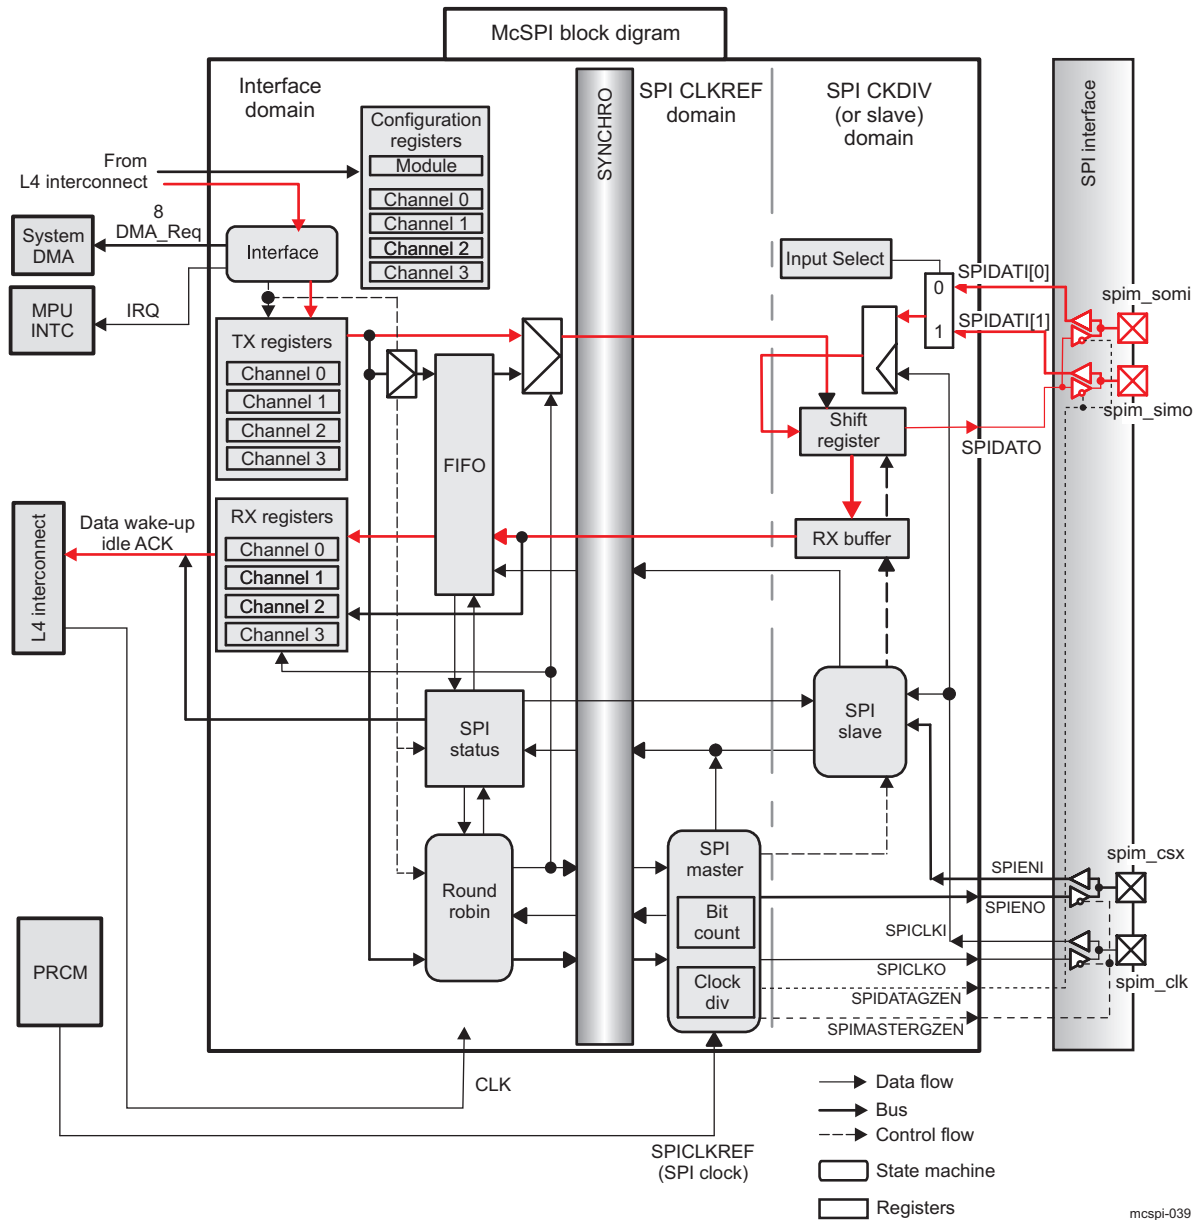 McSPI block digram
Interface
domain
SPI CLKREF
domain
SPI CKDIV
(or slave)
domain
SYNCHRO
SPI interface
Configuration
registers
Module
Channel 0
Channel 1
Channel 2
Channel 3
From
L4 interconnect
8
DMA_Req
System
DMA
Interface
MPU
INTC
IRQ
Input Select
0
1
SPIDATI[0]
SPIDATI[1]
spim_somi
spim_simo
TX registers
Channel 0
Channel 1
Channel 2
Channel 3
FIFO
Shift
register
SPIDATO
RX buffer
L4 interconnect
Data wake-up
idle ACK
RX registers
Channel 0
Channel 1
Channel 2
Channel 3
SPI
status
SPI
slave
Round
robin
SPI
master
Bit
count
Clock
div
SPIENI
SPIENO
spim_csx
SPICLKI
SPICLKO
spim_clk
SPIDATAGZEN
SPIMASTERGZEN
PRCM
CLK
SPICLKREF
(SPI clock)
Data flow
Bus
Control flow
State machine
Registers
mcspi-039